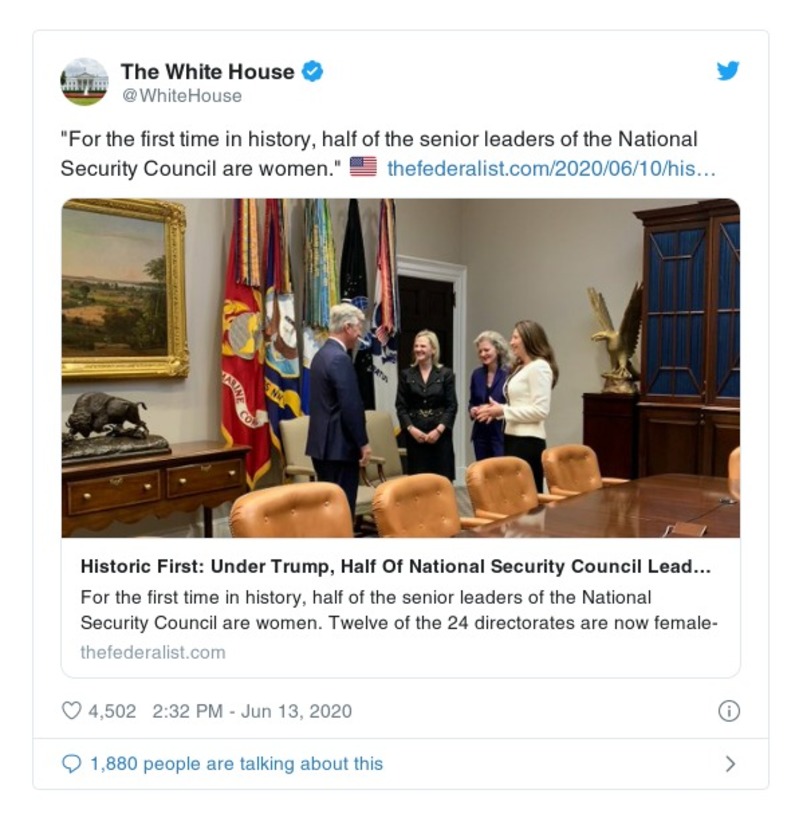 The White House
@WhiteHouse
"For the first time in history, half of the senior leaders of the National
Security Council are women." 🇺🇸 thefederalist.com/2020/06/10/his…
MARINE CO
Historic First: Under Trump, Half Of National Security Council Lead...
For the first time in history, half of the senior leaders of the National
Security Council are women. Twelve of the 24 directorates are now female-
thefederalist.com
4,502 2:32 PM - Jun 13, 2020
1,880 people are talking about this